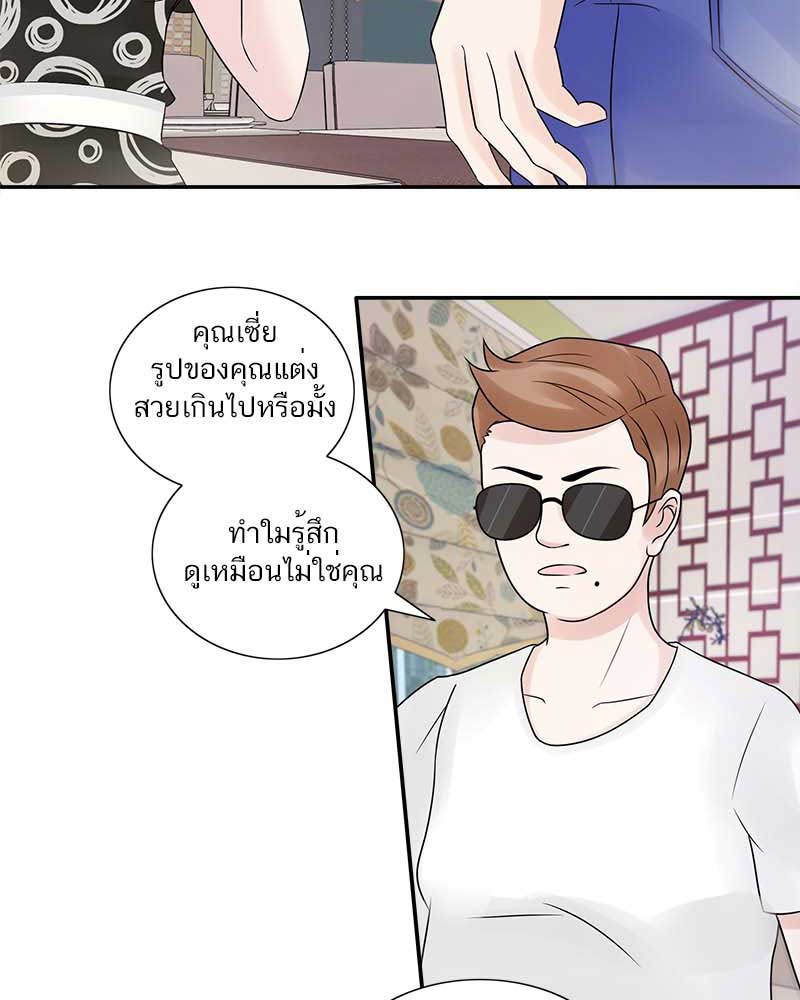 คุณเซี่ย
รูปของคุณแต่ง
สวยเกินไปหรือมั้ง
ทำใมรู้สึก
ดูเหมือนไม่ใช่คุณ